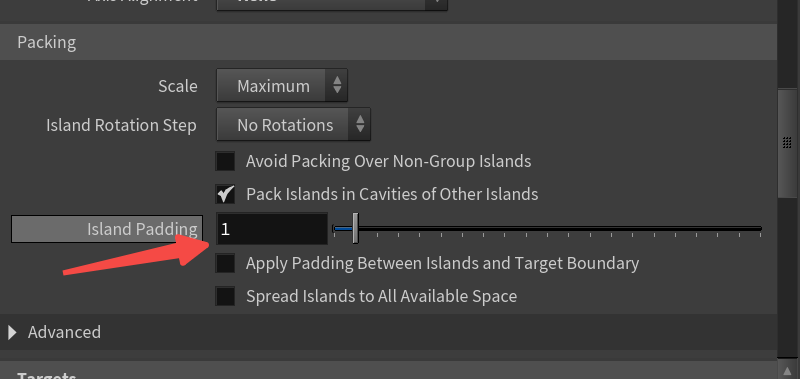 Packing
Scale Maximum
Island Rotation Step No Rotations
Avoid Packing Over Non-Group Islands
Pack Islands in Cavities of Other Islands
Island Padding 1
Apply Padding Between Islands and Target Boundary
Spread Islands to All Available Space
Advanced
Targets